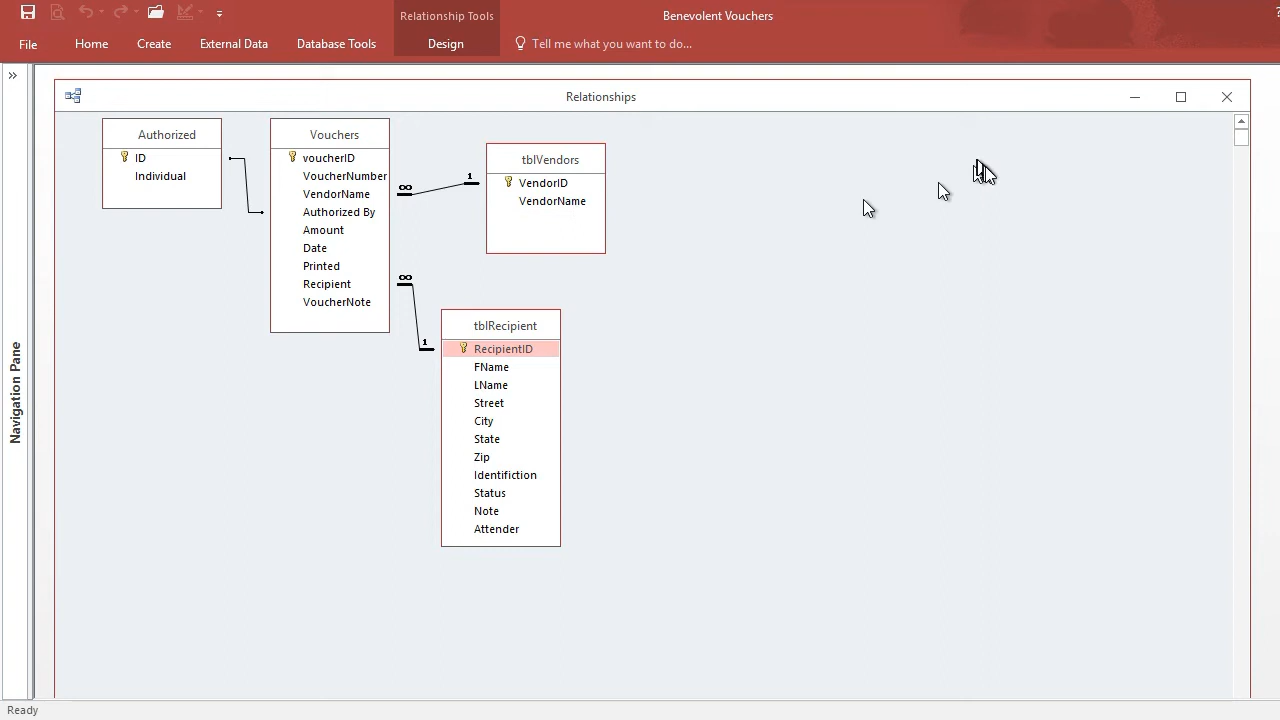 Relationship Tools
Benevolent Vouchers
?
File
Home
Create
External Data
Database Tools
Design
Tell me what you want to do...
Navigation Pane
Relationships
Authorized
ID
Individual
Vouchers
voucherID
VoucherNumber
VendorName
Authorized By
Amount
Date
Printed
Recipient
VoucherNote
∞
1
tblVendors
VendorID
VendorName
∞
1
tblRecipient
RecipientID
FName
LName
Street
City
State
Zip
Identifiction
Status
Note
Attender
Ready